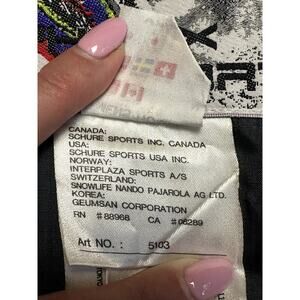 CANADA:
SCHURE SPORTS INC. CANADA
USA:
SCHURE SPORTS USA INC.
NORWAY:
INTERPLAZA SPORTS A/S
SWITZERLAND:
SNOWLIFE NANDO PAJAROLA AG LTD.
KOREA:
GEUMSAN CORPORATION
RN # 88968 CA # 08289
Art NO. : 5103